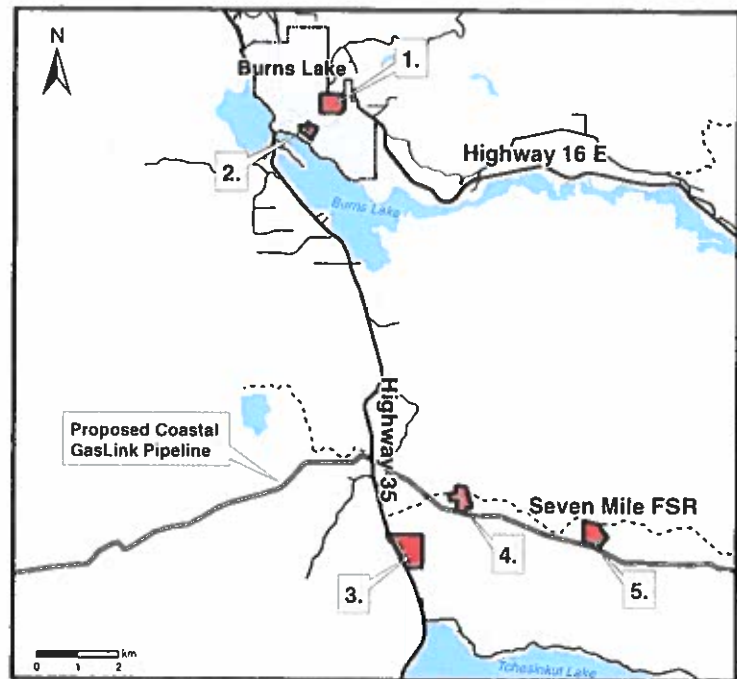 N
Burns Lake
1.
2.
Highway 16 E
Burns Lake
Highway 35
Proposed Coastal
GasLink Pipeline
Seven Mile FSR
4.
3.
5.
km
0 1 2
Tchesinkut Lake